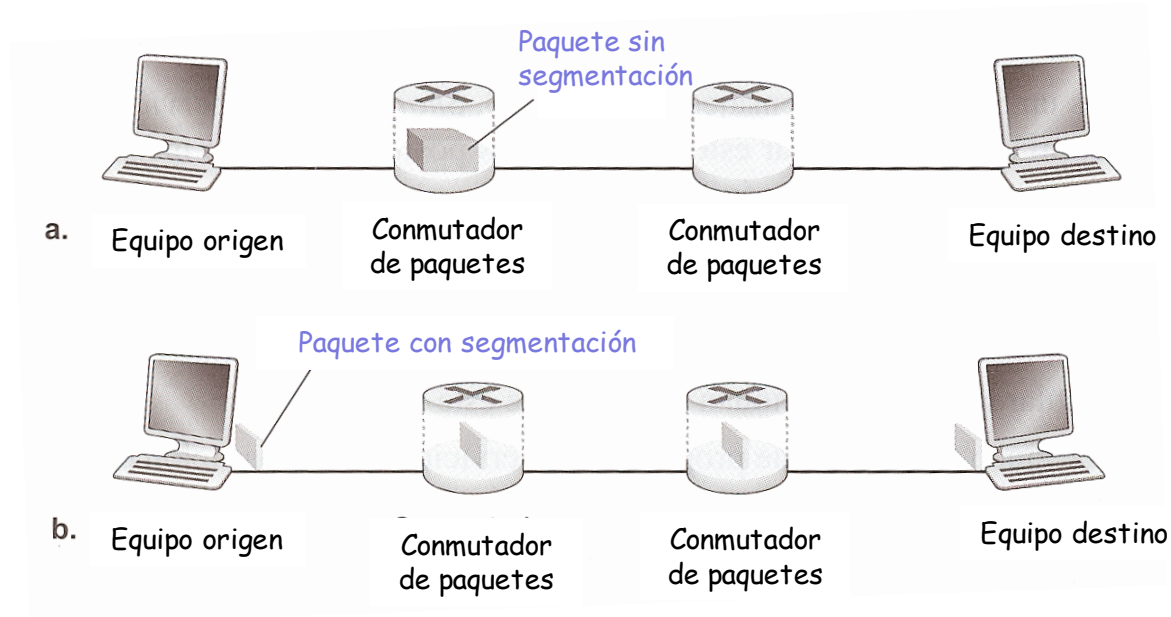 Paquete sin
segmentación
a.
Equipo origen
Conmutador
de paquetes
Conmutador
de paquetes
Equipo destino
Paquete con segmentación
b.
Equipo origen
Conmutador
de paquetes
Conmutador
de paquetes
Equipo destino